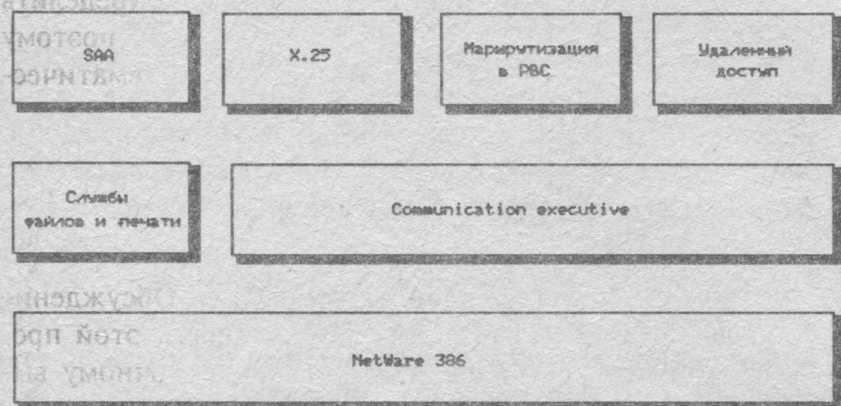 SAA
X.25
Маршрутизация
в РВС
Удаленный
доступ
Службы
файлов и печати
Communication executive
NetWare 386